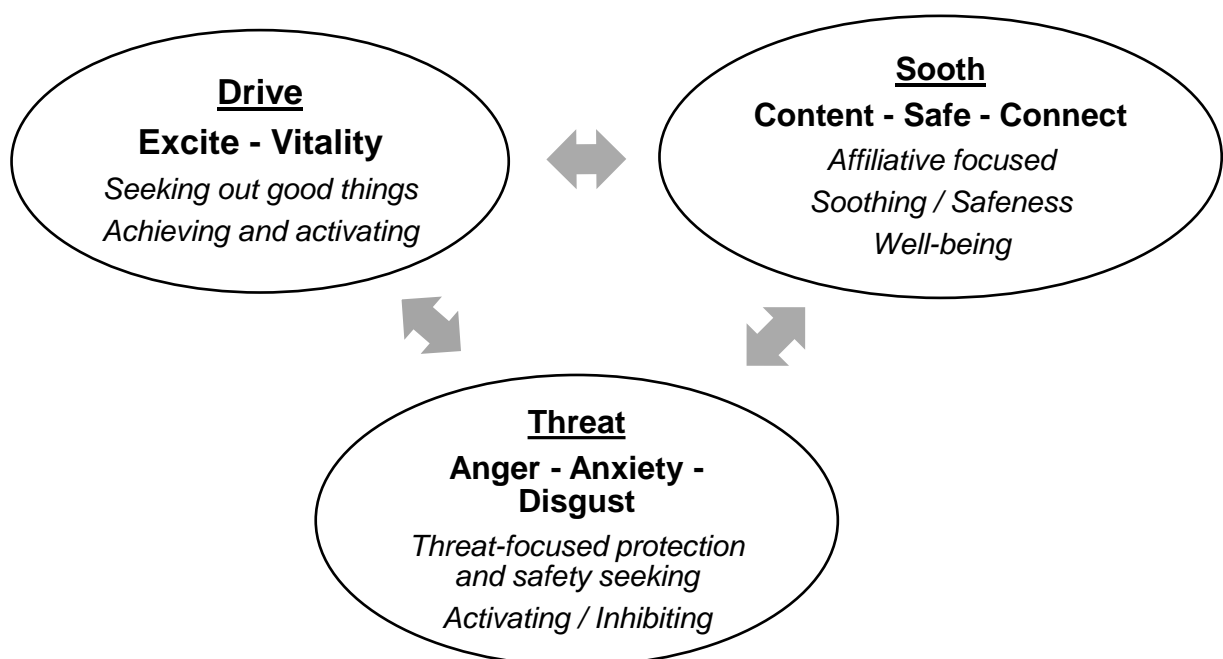 Drive
Excite - Vitality
Seeking out good things
Achieving and activating
Sooth
Content - Safe - Connect
Affiliative focused
Soothing / Safeness
Well-being
Threat
Anger - Anxiety -
Disgust
Threat-focused protection
and safety seeking
Activating / Inhibiting